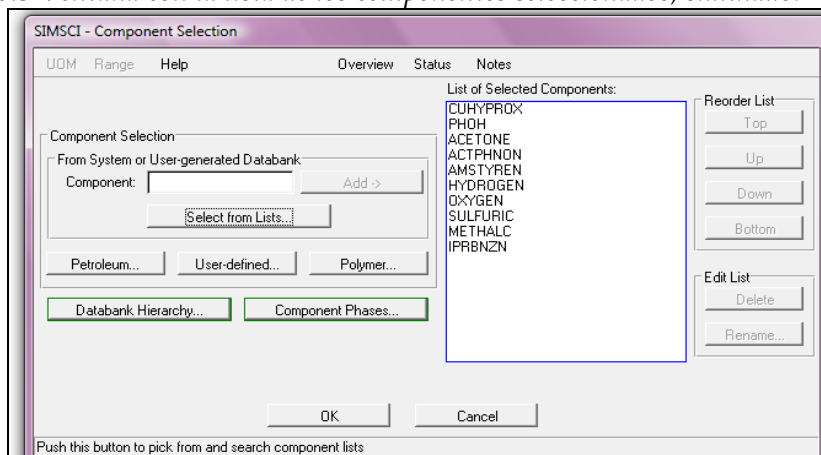 SIMSCI - Component Selection
UOM Range Help Overview Status Notes
List of Selected Components:
CUHYPROX
PHOH
ACETONE
ACTPHNON
AMSTYREN
HYDROGEN
OXYGEN
SULFURIC
METHALC
IPRBNZN
Reorder List
Top
Up
Down
Bottom
Component Selection
From System or User-generated Databank
Component: Add ->
Select from Lists...
Petroleum... User-defined... Polymer...
Databank Hierarchy... Component Phases...
Edit List
Delete
Rename...
OK Cancel
Push this button to pick from and search component lists